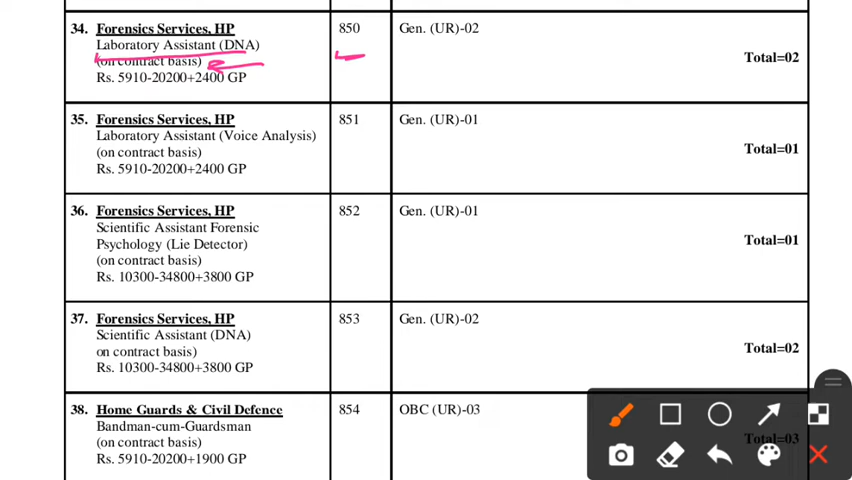 34. Forensics Services, HP 850 Gen. (UR)-02
Laboratory Assistant (DNA)
(on contract basis) Total=02
Rs. 5910-20200+2400 GP
35. Forensics Services, HP 851 Gen. (UR)-01
Laboratory Assistant (Voice Analysis)
(on contract basis) Total=01
Rs. 5910-20200+2400 GP
36. Forensics Services, HP 852 Gen. (UR)-01
Scientific Assistant Forensic
Psychology (Lie Detector) Total=01
(on contract basis)
Rs. 10300-34800+3800 GP
37. Forensics Services, HP 853 Gen. (UR)-02
Scientific Assistant (DNA)
on contract basis) Total=02
Rs. 10300-34800+3800 GP
38. Home Guards & Civil Defence 854 OBC (UR)-03
Bandman-cum-Guardsman
(on contract basis) Total=03
Rs. 5910-20200+1900 GP